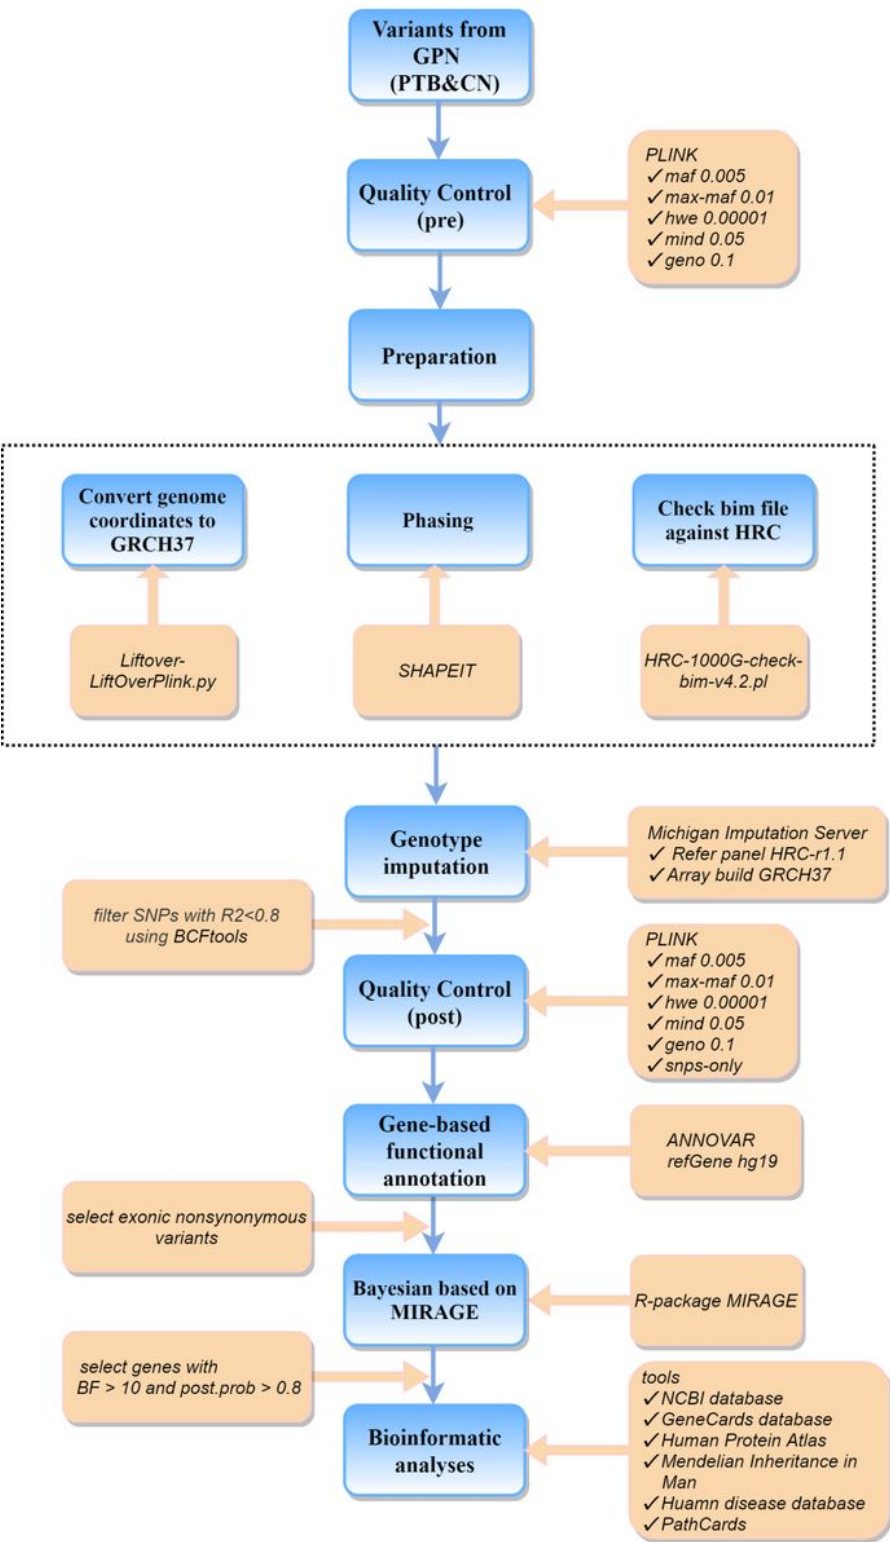 Variants from
GPN
(PTB&CN)
Quality Control
(pre)
PLINK
✓ maf 0.005
✓ max-maf 0.01
✓ hwe 0.00001
✓ mind 0.05
✓ geno 0.1
Preparation
Convert genome
coordinates to
GRCH37
Phasing
Check bim file
against HRC
Liftover-
LiftOverPlink.py
SHAPEIT
HRC-1000G-check-
bim-v4.2.pl
Genotype
imputation
Michigan Imputation Server
✓ Refer panel HRC-r1.1
✓ Array build GRCH37
filter SNPs with R2<0.8
using BCFtools
Quality Control
(post)
PLINK
✓ maf 0.005
✓ max-maf 0.01
✓ hwe 0.00001
✓ mind 0.05
✓ geno 0.1
✓ snps-only
Gene-based
functional
annotation
ANNOVAR
refGene hg19
select exonic nonsynonymous
variants
Bayesian based on
MIRAGE
R-package MIRAGE
select genes with
BF > 10 and post.prob > 0.8
Bioinformatic
analyses
tools
✓ NCBI database
✓ GeneCards database
✓ Human Protein Atlas
✓ Mendelian Inheritance in
Man
✓ Huamn disease database
✓ PathCards